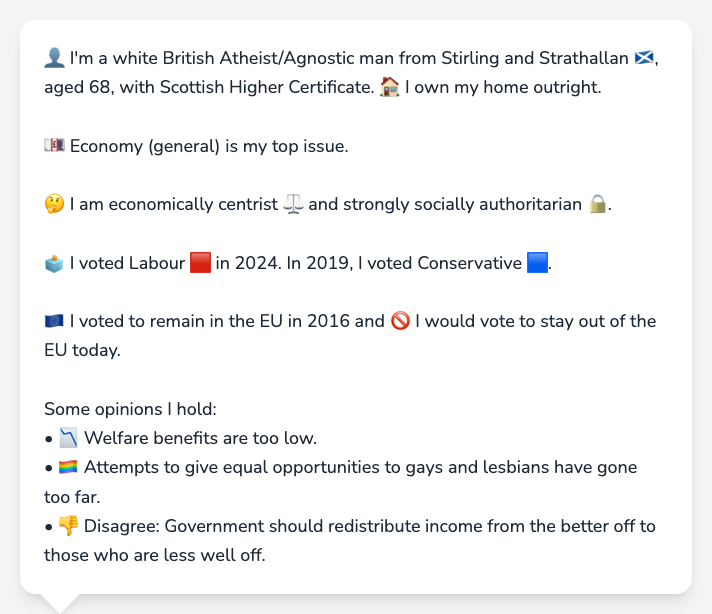 👤 I'm a white British Atheist/Agnostic man from Stirling and Strathallan 🏴󠁧󠁢󠁳󠁣󠁴󠁿,
aged 68, with Scottish Higher Certificate. 🏠 I own my home outright.
💷 Economy (general) is my top issue.
🤔 I am economically centrist ⚖️ and strongly socially authoritarian 🔒.
🗳️ I voted Labour 🟥 in 2024. In 2019, I voted Conservative 🟦.
🇪🇺 I voted to remain in the EU in 2016 and 🚫 I would vote to stay out of the
EU today.
Some opinions I hold:
• 📉 Welfare benefits are too low.
• 🏳️‍🌈 Attempts to give equal opportunities to gays and lesbians have gone
too far.
• 👎 Disagree: Government should redistribute income from the better off to
those who are less well off.